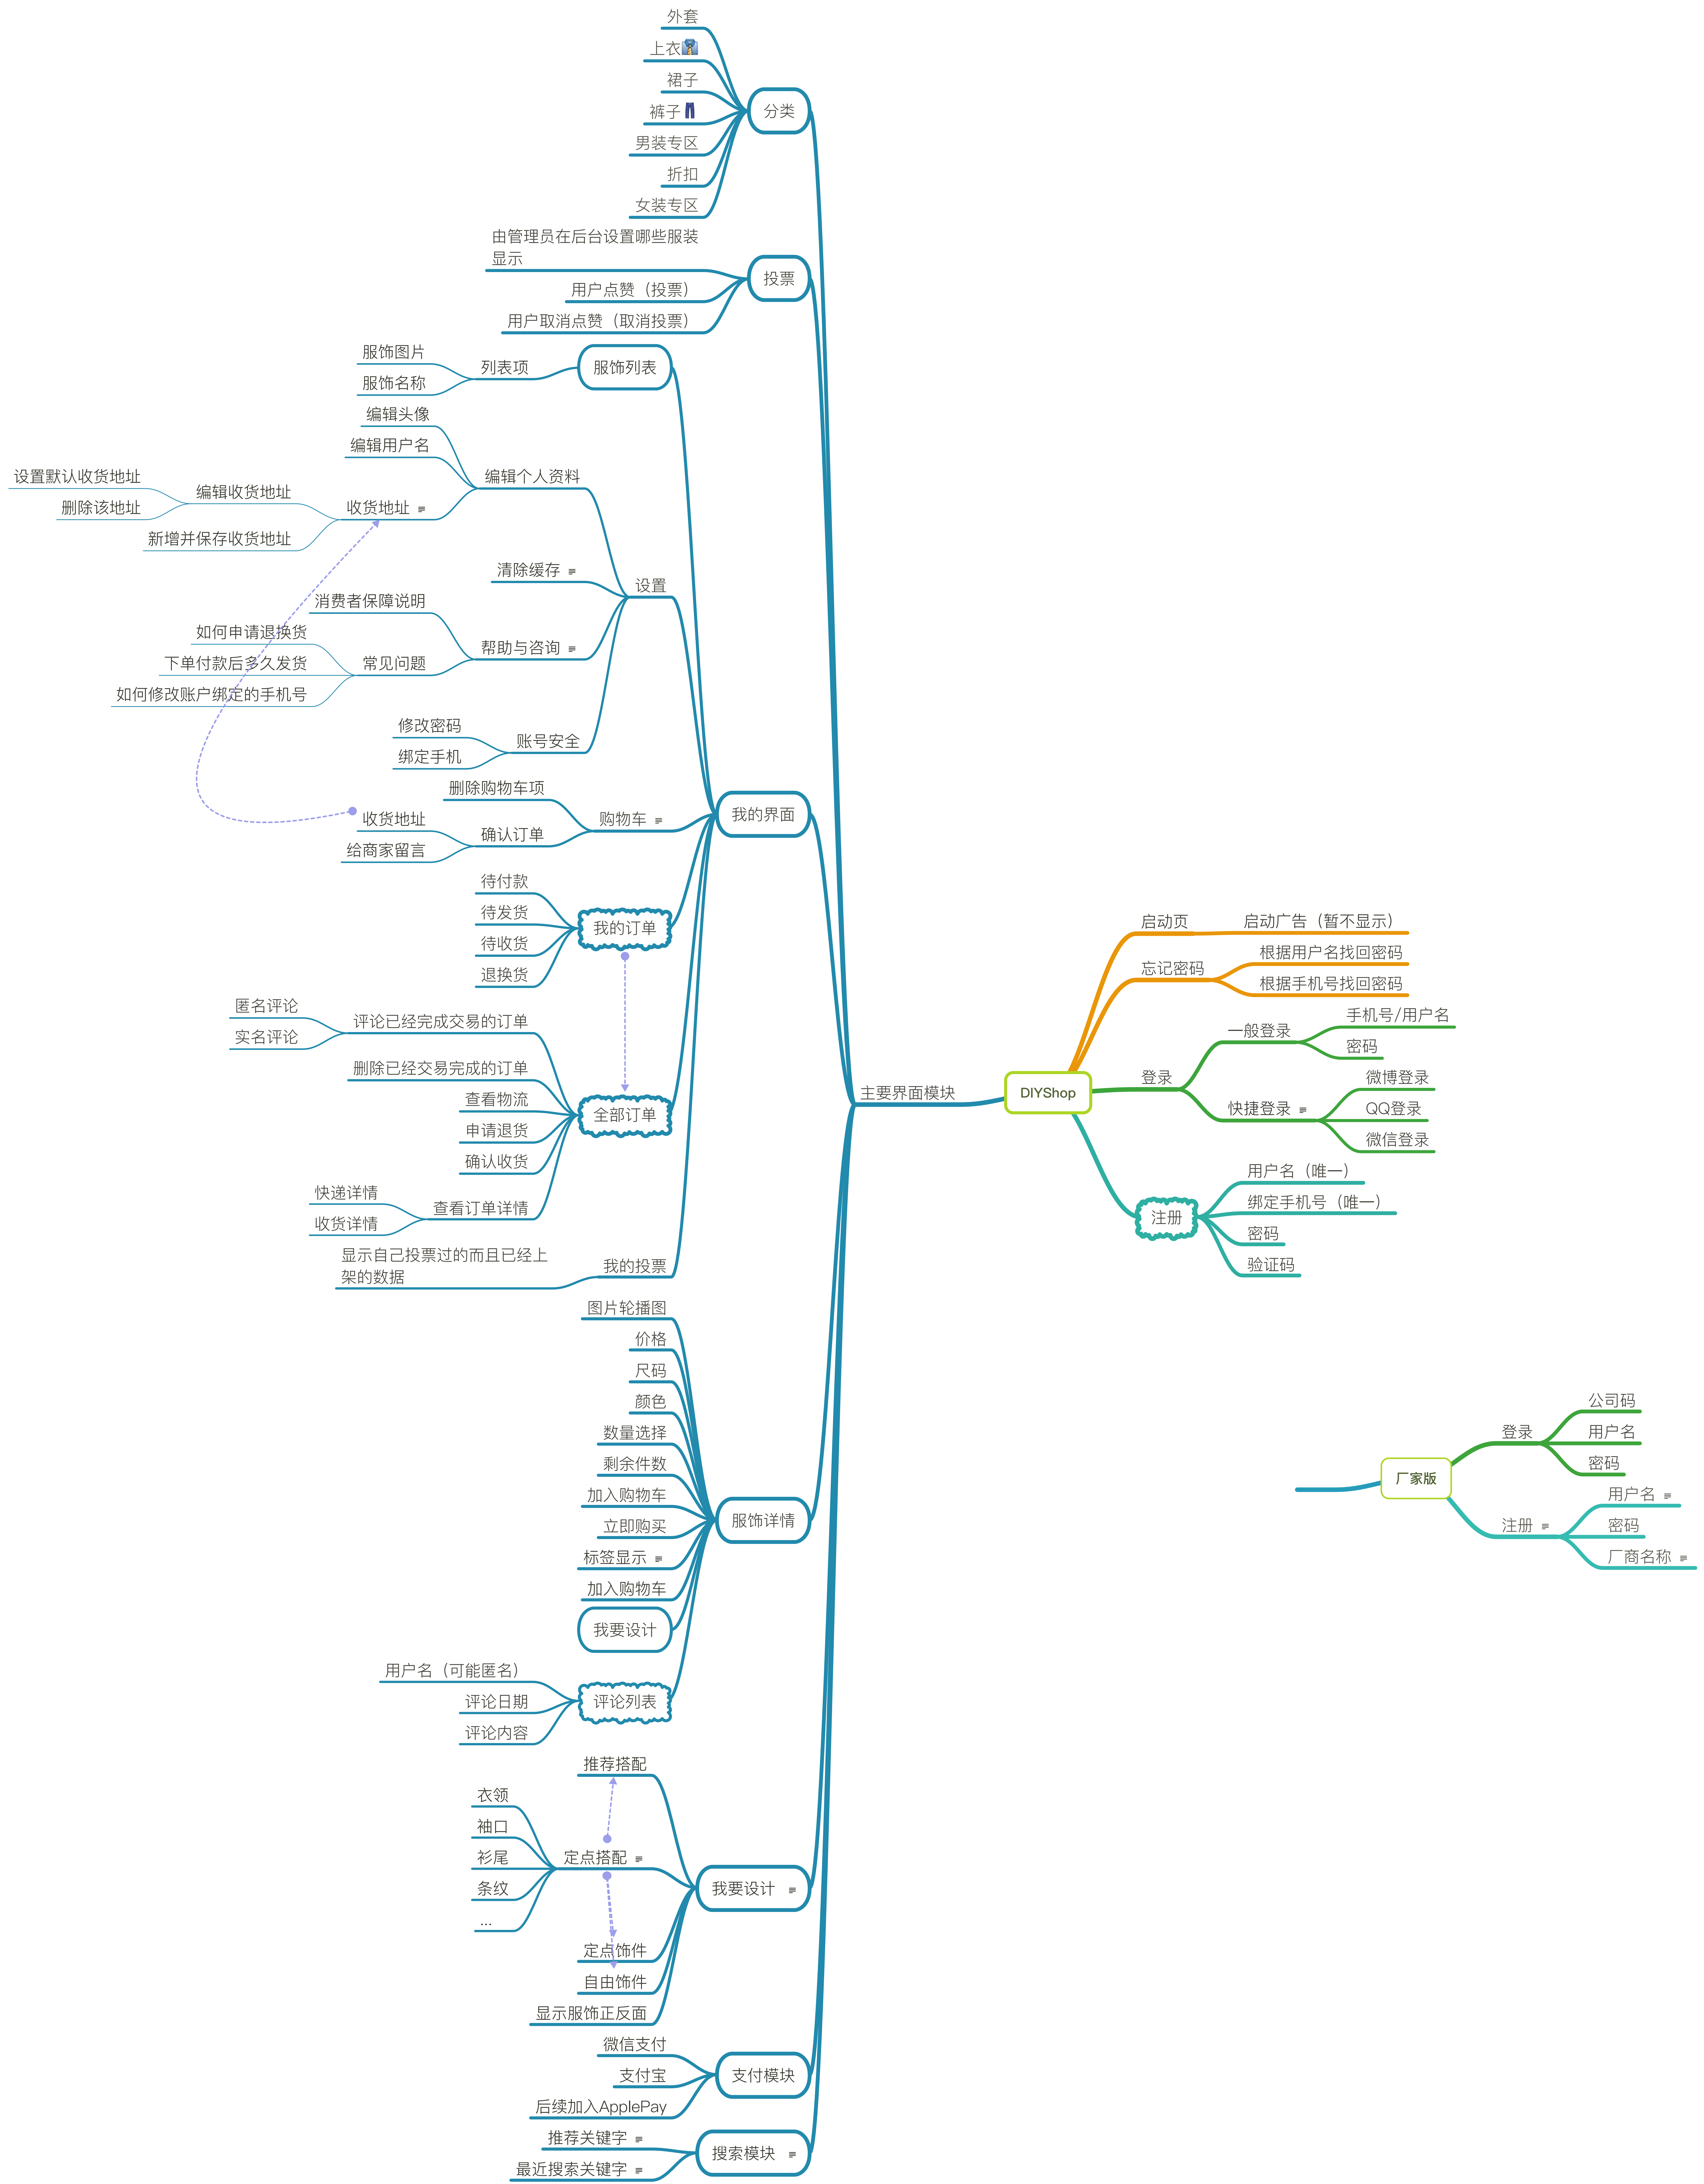 外套
上衣
裙子
裤子
男装专区
折扣
女装专区
分类
由管理员在后台设置哪些服装
显示
用户点赞（投票）
用户取消点赞（取消投票）
投票
服饰图片
服饰名称
列表项
服饰列表
编辑头像
编辑用户名
设置默认收货地址
删除该地址
编辑收货地址
新增并保存收货地址
收货地址
编辑个人资料
清除缓存
设置
消费者保障说明
如何申请退换货
下单付款后多久发货
如何修改账户绑定的手机号
常见问题
帮助与咨询
修改密码
绑定手机
账号安全
删除购物车项
收货地址
给商家留言
确认订单
购物车
我的界面
待付款
待发货
待收货
退换货
我的订单
匿名评论
实名评论
评论已经完成交易的订单
删除已经交易完成的订单
查看物流
申请退货
确认收货
快递详情
收货详情
查看订单详情
全部订单
显示自己投票过的而且已经上
架的数据
我的投票
图片轮播图
价格
尺码
颜色
数量选择
剩余件数
加入购物车
立即购买
标签显示
加入购物车
我要设计
服饰详情
用户名（可能匿名）
评论日期
评论内容
评论列表
推荐搭配
衣领
袖口
衫尾
条纹
...
定点搭配
定点饰件
自由饰件
显示服饰正反面
我要设计
微信支付
支付宝
后续加入ApplePay
支付模块
推荐关键字
最近搜索关键字
搜索模块
主要界面模块
DIYShop
启动页
启动广告（暂不显示）
忘记密码
根据用户名找回密码
根据手机号找回密码
登录
一般登录
手机号/用户名
密码
快捷登录
微博登录
QQ登录
微信登录
注册
用户名（唯一）
绑定手机号（唯一）
密码
验证码
厂家版
登录
公司码
用户名
密码
注册
用户名
密码
厂商名称